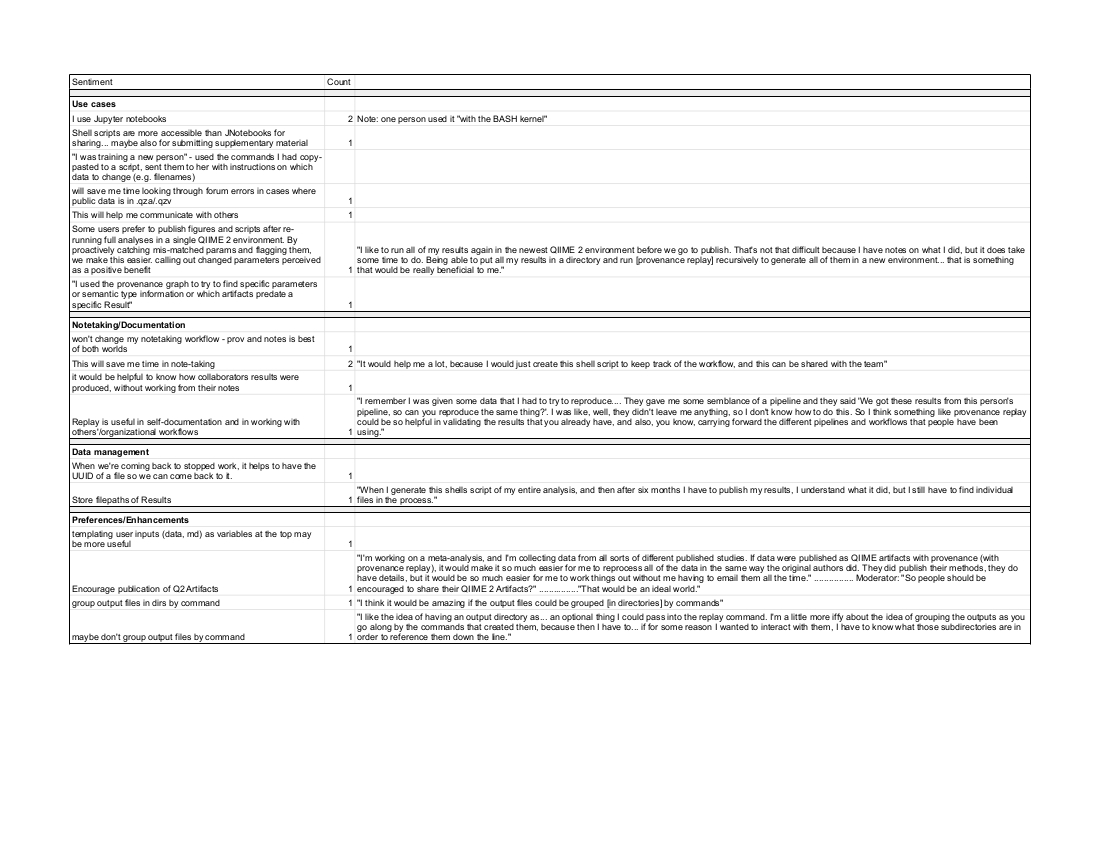 Sentiment Count
Use cases
I use Jupyter notebooks 2 Note: one person used it "with the BASH kernel"
Shell scripts are more accessible than JNotebooks for
sharing... maybe also for submitting supplementary material 1
"I was training a new person" - used the commands I had copy-
pasted to a script, sent them to her with instructions on which
data to change (e.g. filenames)
will save me time looking through forum errors in cases where
public data is in .qza/.qzv 1
This will help me communicate with others 1
Some users prefer to publish figures and scripts after re-
running full analyses in a single QIIME 2 environment. By
proactively catching mis-matched params and flagging them,
we make this easier. calling out changed parameters perceived
as a positive benefit 1
"I like to run all of my results again in the newest QIIME 2 environment before we go to publish. That's not that difficult because I have notes on what I did, but it does take
some time to do. Being able to put all my results in a directory and run [provenance replay] recursively to generate all of them in a new environment... that is something
that would be really beneficial to me."
"I used the provenance graph to try to find specific parameters
or semantic type information or which artifacts predate a
specific Result" 1
Notetaking/Documentation
won't change my notetaking workflow - prov and notes is best
of both worlds 1
This will save me time in note-taking 2 "It would help me a lot, because I would just create this shell script to keep track of the workflow, and this can be shared with the team"
it would be helpful to know how collaborators results were
produced, without working from their notes 1
Replay is useful in self-documentation and in working with
others'/organizational workflows 1
"I remember I was given some data that I had to try to reproduce.... They gave me some semblance of a pipeline and they said 'We got these results from this person's
pipeline, so can you reproduce the same thing?'. I was like, well, they didn't leave me anything, so I don't know how to do this. So I think something like provenance replay
could be so helpful in validating the results that you already have, and also, you know, carrying forward the different pipelines and workflows that people have been
using."
Data management
When we're coming back to stopped work, it helps to have the
UUID of a file so we can come back to it. 1
Store filepaths of Results 1
"When I generate this shells script of my entire analysis, and then after six months I have to publish my results, I understand what it did, but I still have to find individual
files in the process."
Preferences/Enhancements
templating user inputs (data, md) as variables at the top may
be more useful 1
Encourage publication of Q2 Artifacts 1
"I'm working on a meta-analysis, and I'm collecting data from all sorts of different published studies. If data were published as QIIME artifacts with provenance (with
provenance replay), it would make it so much easier for me to reprocess all of the data in the same way the original authors did. They did publish their methods, they do
have details, but it would be so much easier for me to work things out without me having to email them all the time." ............... Moderator: "So people should be
encouraged to share their QIIME 2 Artifacts?" ................"That would be an ideal world."
group output files in dirs by command 1 "I think it would be amazing if the output files could be grouped [in directories] by commands"
maybe don't group output files by command 1
"I like the idea of having an output directory as... an optional thing I could pass into the replay command. I'm a little more iffy about the idea of grouping the outputs as you
go along by the commands that created them, because then I have to... if for some reason I wanted to interact with them, I have to know what those subdirectories are in
order to reference them down the line."